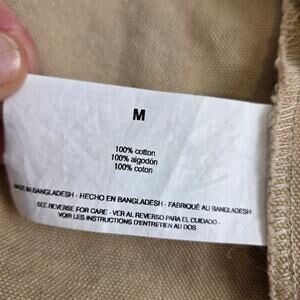 M
100% cotton
100% algodón
100% coton
MADE IN BANGLADESH - HECHO EN BANGLADESH - FABRIQUÉ AU BANGLADESH
SEE REVERSE FOR CARE - VER AL REVERSO PARA EL CUIDADO -
VOIR LES INSTRUCTIONS D'ENTRETIEN AU DOS